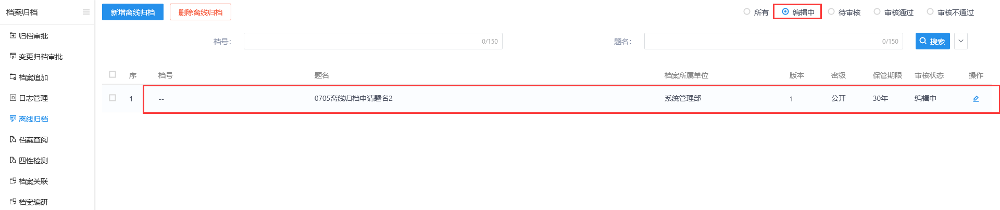 档案归档
归档审批
变更归档审批
档案追加
日志管理
离线归档
档案查阅
四性检测
档案关联
档案编研
新增离线归档 删除离线归档 所有 编辑中 待审核 审核通过 审核不通过
档号： 0/150 题名： 0/150 搜索
序 档号 题名 档案所属单位 版本 密级 保管期限 审核状态 操作
1 -- 0705离线归档申请题名2 系统管理部 1 公开 30年 编辑中